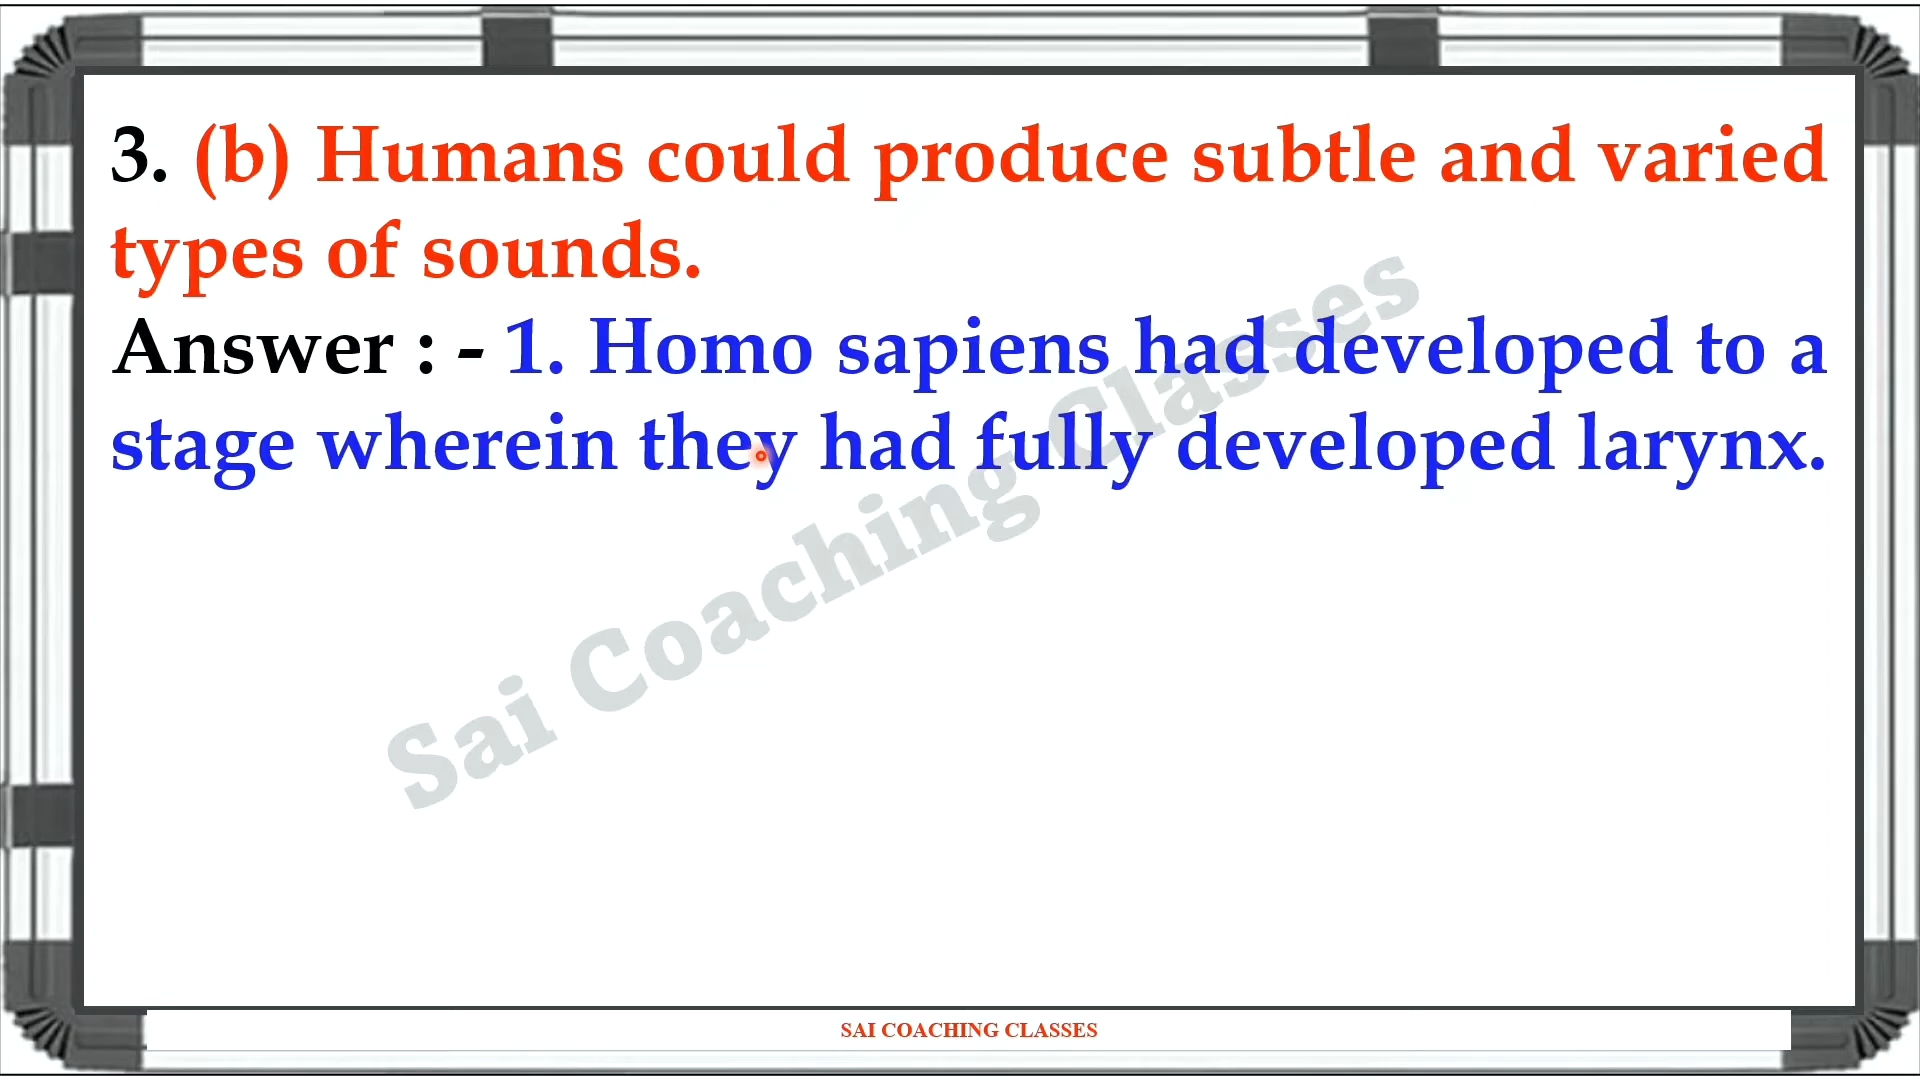 3. (b) Humans could produce subtle and varied
types of sounds.
Answer : - 1. Homo sapiens had developed to a
stage wherein they had fully developed larynx.
Sai Coaching Classes
SAI COACHING CLASSES